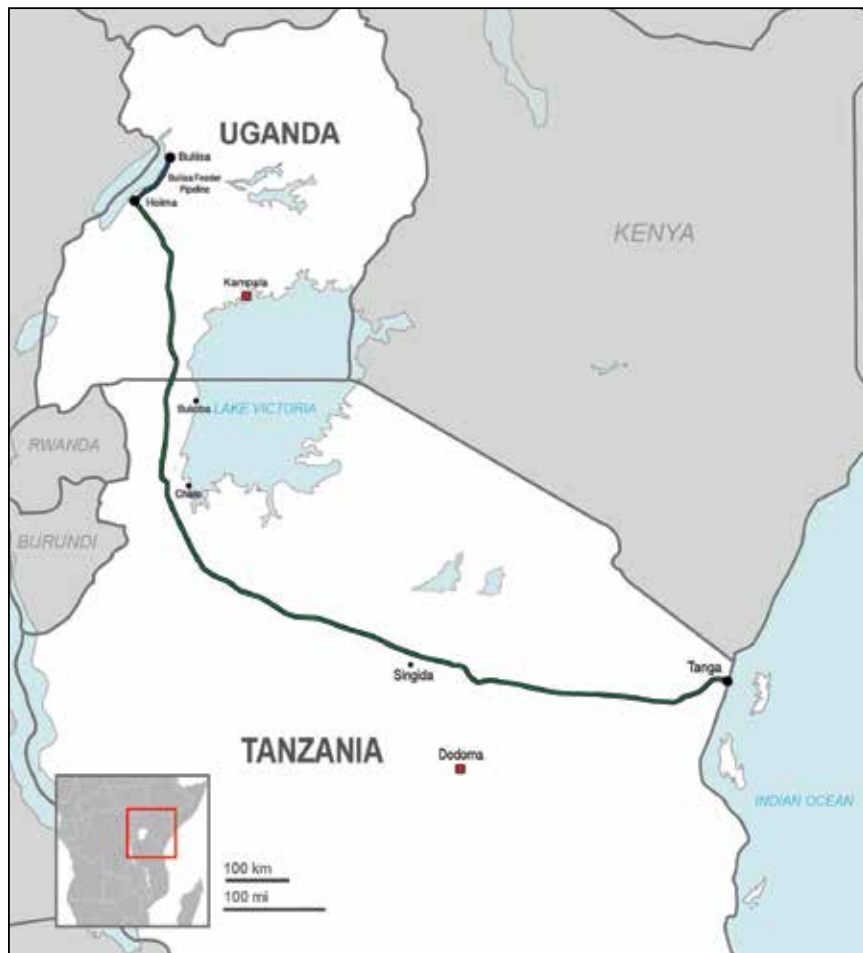 UGANDA
Buliisa
Buliisa Feeder
Pipeline
Hoima
KENYA
Kampala
Bukoba
LAKE VICTORIA
RWANDA
Chato
BURUNDI
Tanga
Singida
TANZANIA
Dodoma
INDIAN OCEAN
100 km
100 mi